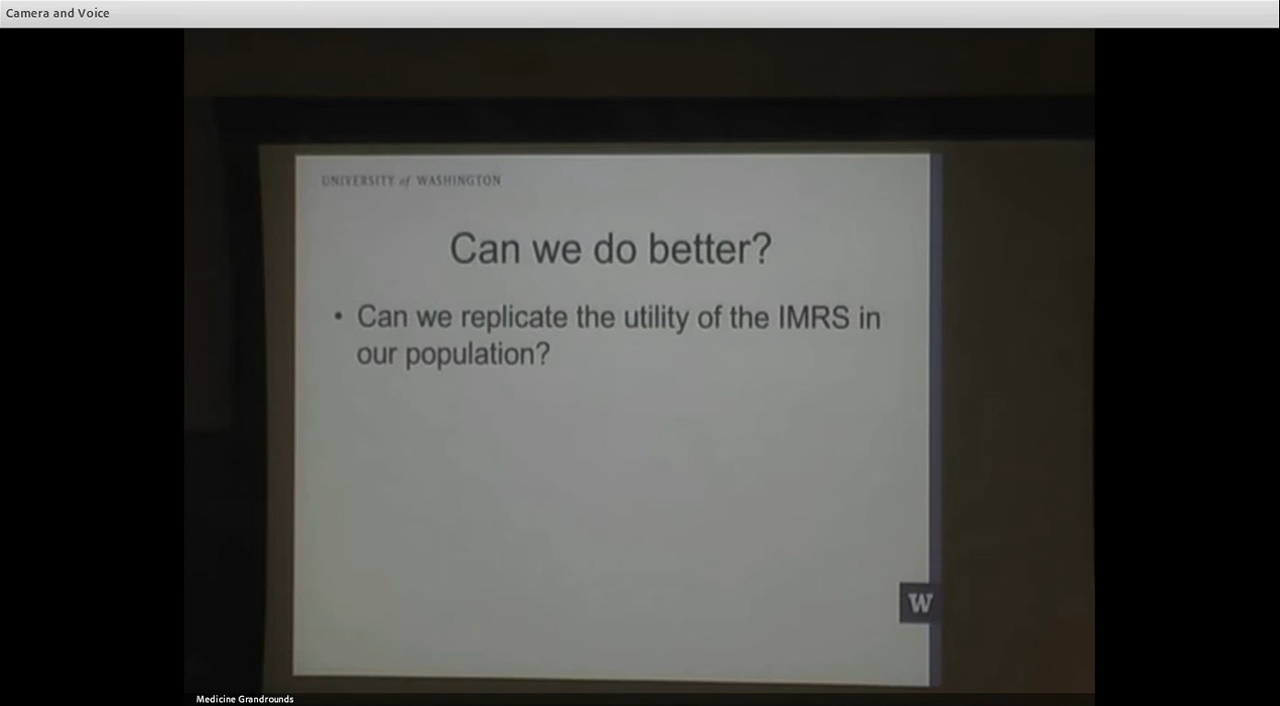 Camera and Voice
UNIVERSITY of WASHINGTON
Can we do better?
• Can we replicate the utility of the IMRS in
our population?
W
Medicine Grandrounds